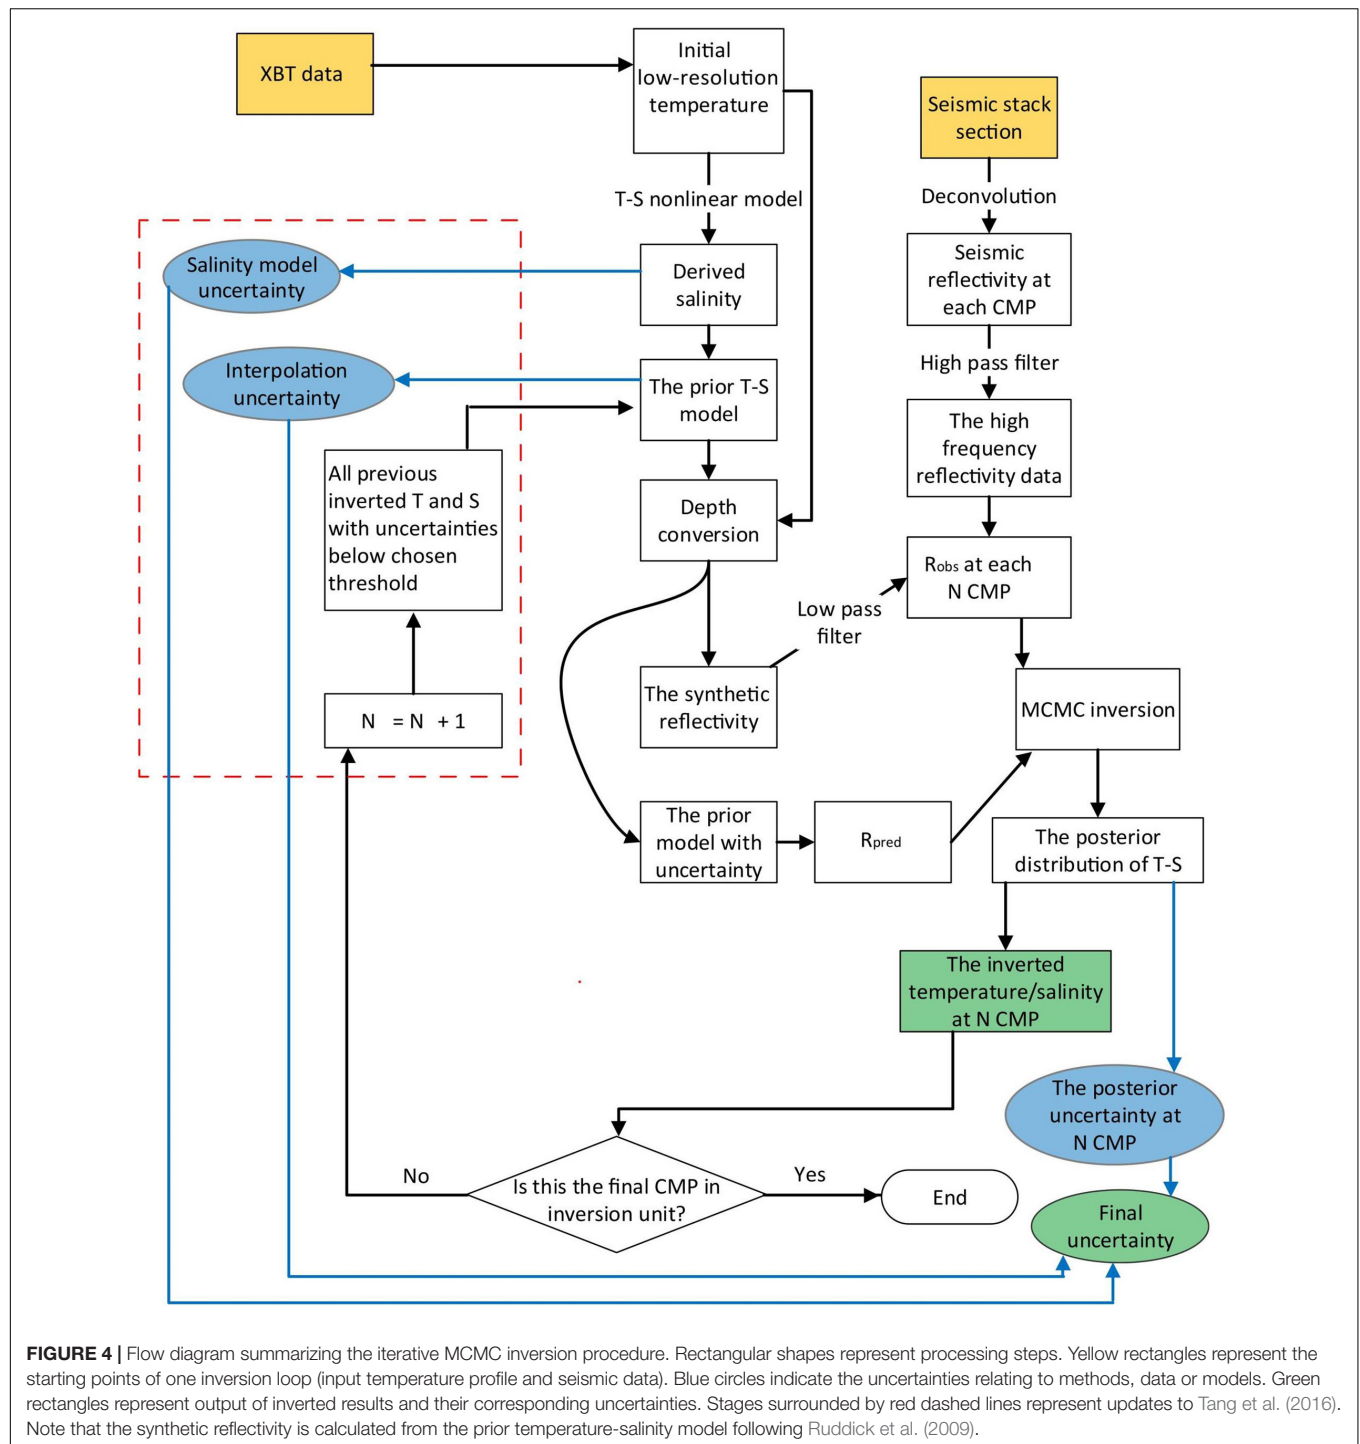 XBT data
Initial
low-resolution
temperature
Seismic stack
section
T-S nonlinear model
Deconvolution
Salinity model
uncertainty
Derived
salinity
Seismic
reflectivity at
each CMP
Interpolation
uncertainty
The prior T-S
model
High pass filter
The high
frequency
reflectivity data
All previous
inverted T and S
with uncertainties
below chosen
threshold
Depth
conversion
Robs at each
N CMP
Low pass
filter
N = N + 1
The synthetic
reflectivity
MCMC inversion
The prior
model with
uncertainty
Rpred
The posterior
distribution of T-S
The inverted
temperature/salinity
at N CMP
The posterior
uncertainty at
N CMP
No
Is this the final CMP in
inversion unit?
Yes
End
Final
uncertainty
FIGURE 4 | Flow diagram summarizing the iterative MCMC inversion procedure. Rectangular shapes represent processing steps. Yellow rectangles represent the
starting points of one inversion loop (input temperature profile and seismic data). Blue circles indicate the uncertainties relating to methods, data or models. Green
rectangles represent output of inverted results and their corresponding uncertainties. Stages surrounded by red dashed lines represent updates to Tang et al. (2016).
Note that the synthetic reflectivity is calculated from the prior temperature-salinity model following Ruddick et al. (2009).